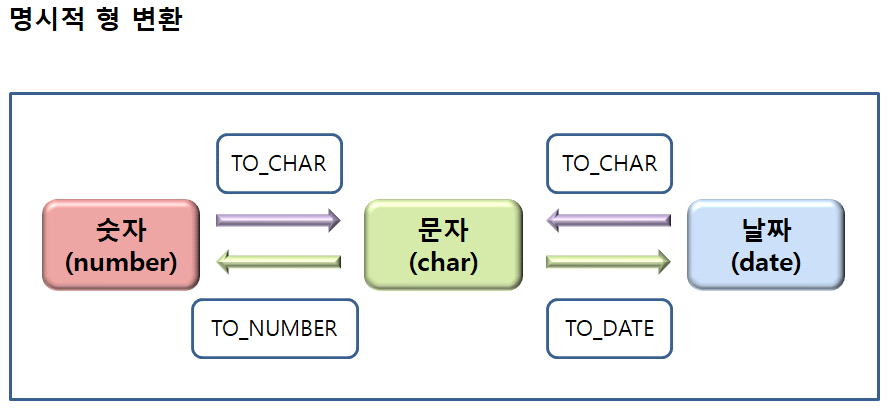 명시적 형 변환
TO_CHAR
TO_CHAR
숫자
(number)
문자
(char)
날짜
(date)
TO_NUMBER
TO_DATE